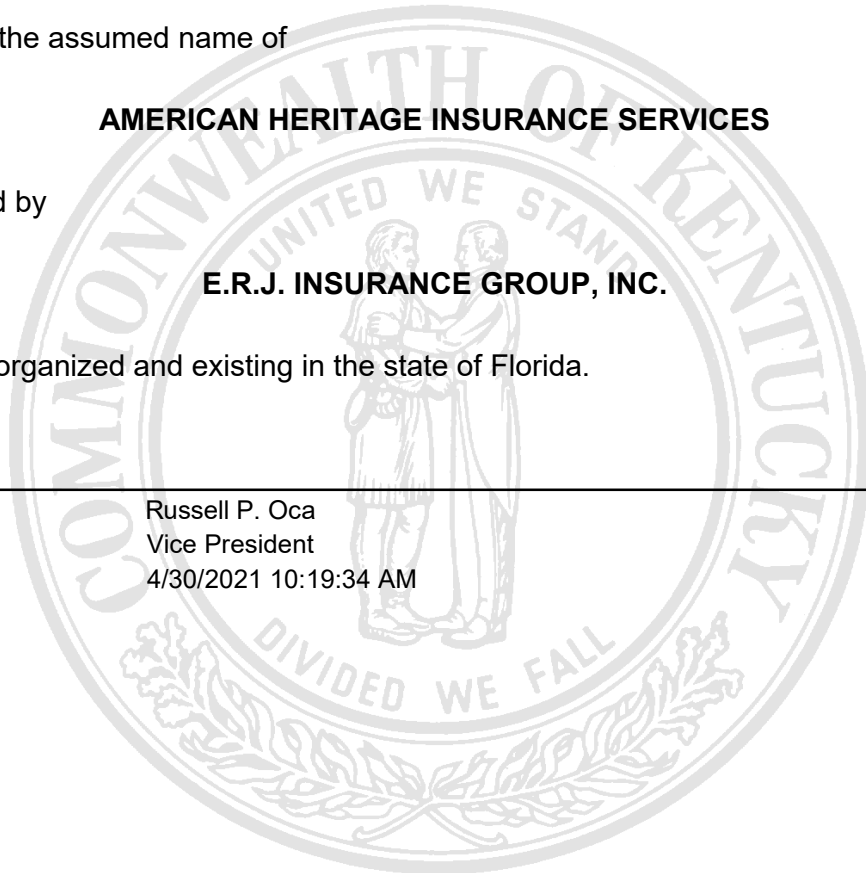 the assumed name of
AMERICAN HERITAGE INSURANCE SERVICES
d by
E.R.J. INSURANCE GROUP, INC.
organized and existing in the state of Florida.
Russell P. Oca
Vice President
4/30/2021 10:19:34 AM
COMMONWEALTH OF KENTUCKY
UNITED WE STAND
DIVIDED WE FALL